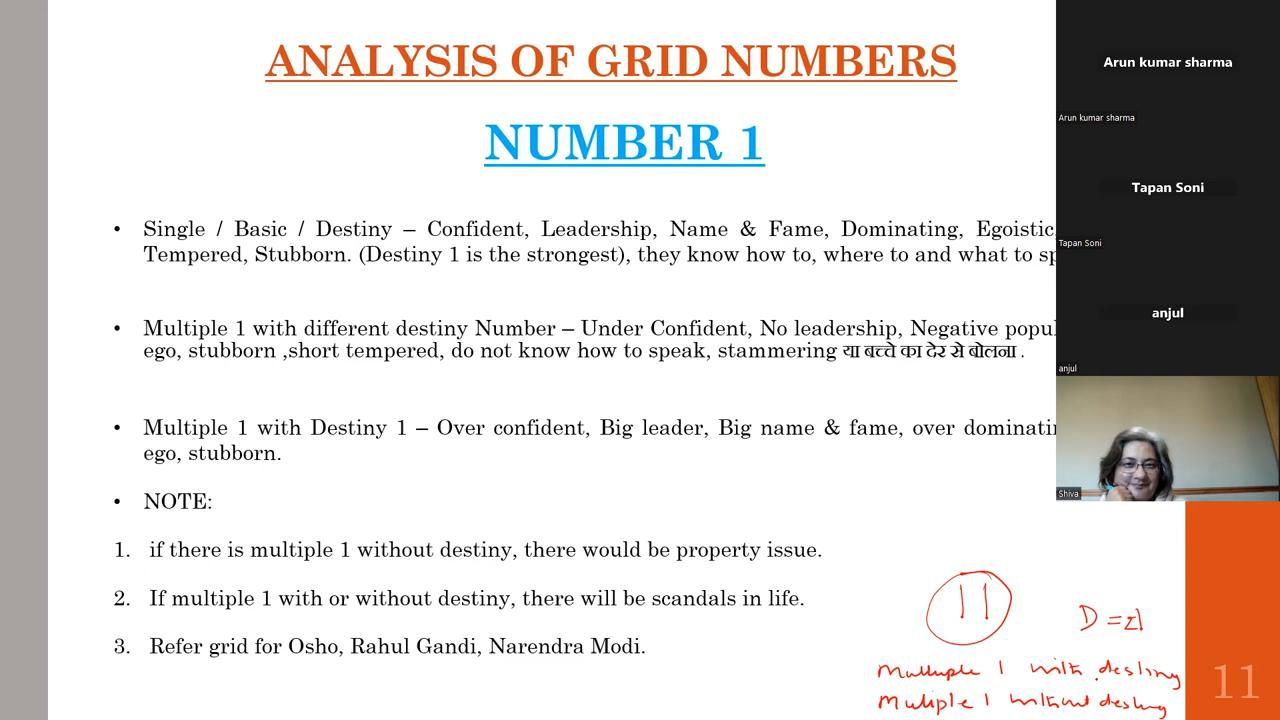 ANALYSIS OF GRID NUMBERS
NUMBER 1
• Single / Basic / Destiny – Confident, Leadership, Name & Fame, Dominating, Egoistic,
Tempered, Stubborn. (Destiny 1 is the strongest), they know how to, where to and what to sp
• Multiple 1 with different destiny Number – Under Confident, No leadership, Negative popul
ego, stubborn ,short tempered, do not know how to speak, stammering या बच्चे का देर से बोलना .
• Multiple 1 with Destiny 1 – Over confident, Big leader, Big name & fame, over dominatin
ego, stubborn.
• NOTE:
1. if there is multiple 1 without destiny, there would be property issue.
2. If multiple 1 with or without destiny, there will be scandals in life.
3. Refer grid for Osho, Rahul Gandi, Narendra Modi.
11
D =
Multiple 1 with destiny
Multiple 1 without destiny
11
Arun kumar sharma
Arun kumar sharma
Tapan Soni
Tapan Soni
anjul
anjul
Shiva